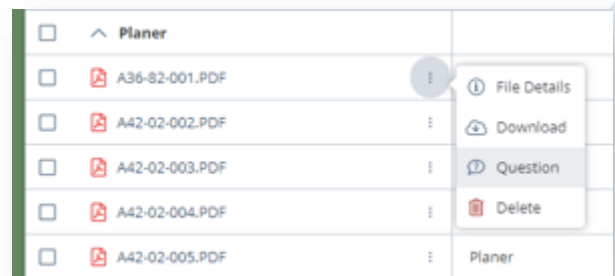 Planer
A36-82-001.PDF
File Details
A42-02-002.PDF
Download
A42-02-003.PDF
Question
A42-02-004.PDF
Delete
A42-02-005.PDF Planer